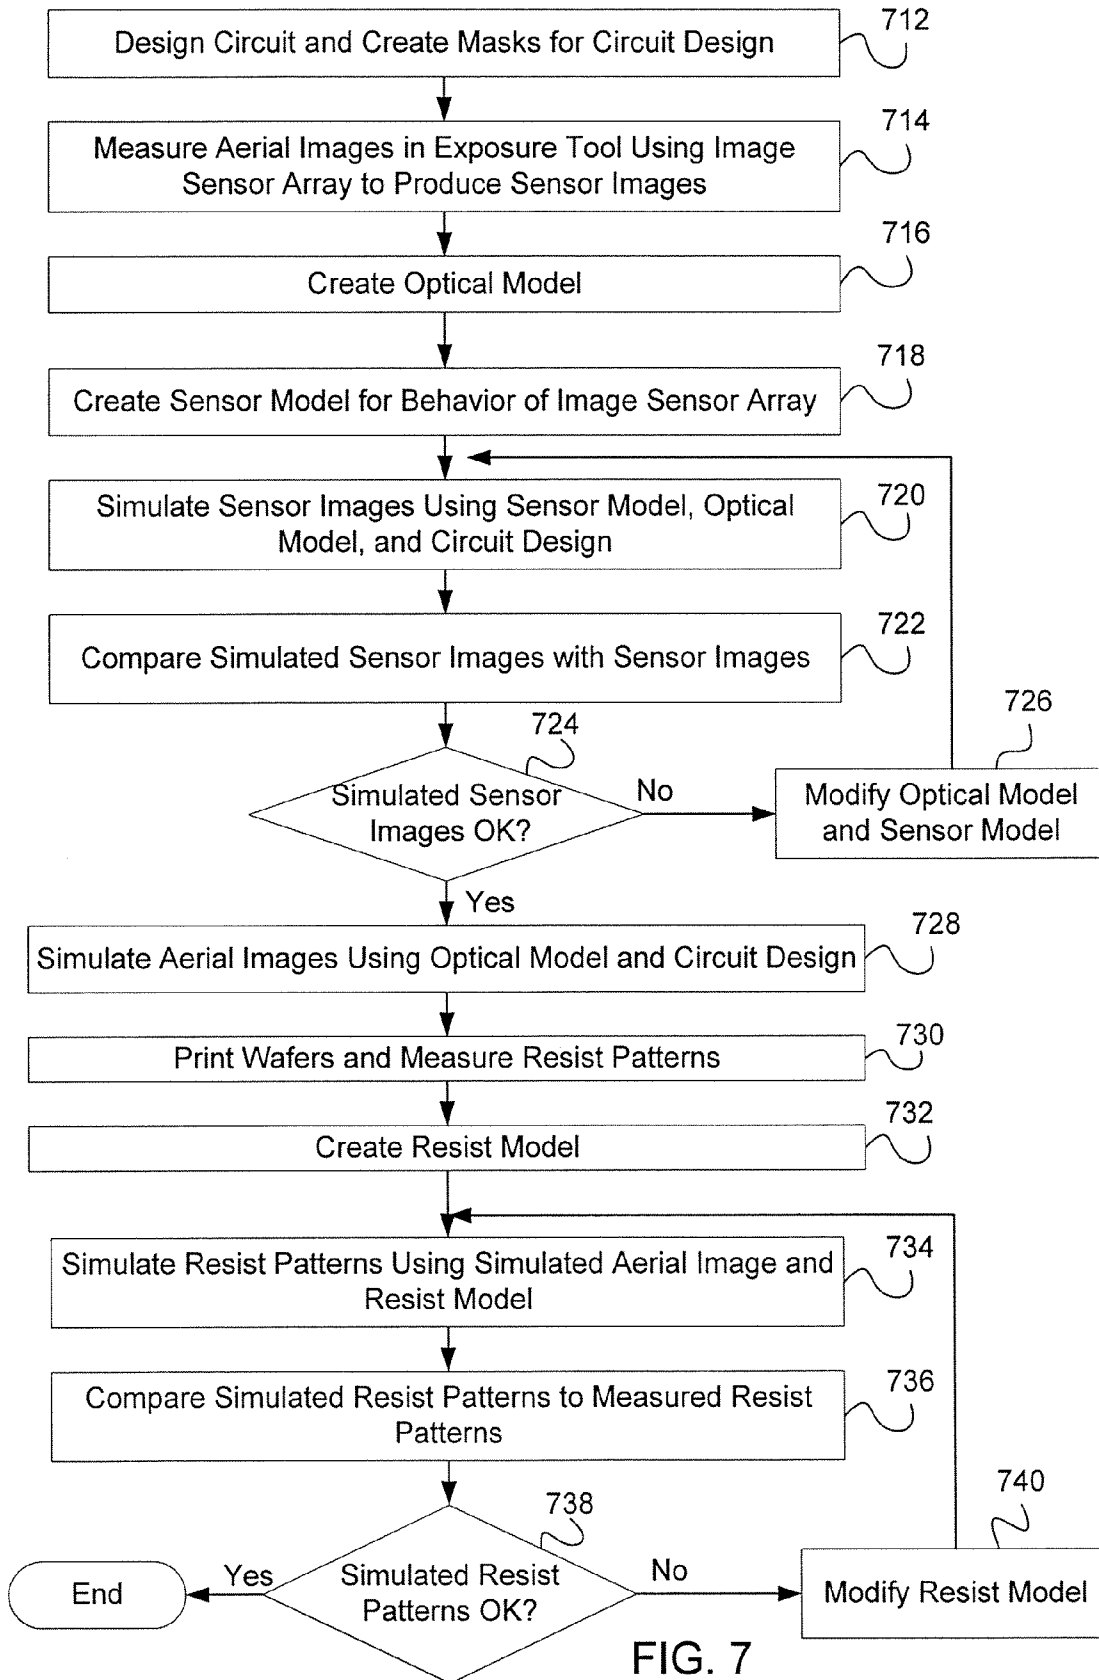 712
Design Circuit and Create Masks for Circuit Design
714
Measure Aerial Images in Exposure Tool Using Image
Sensor Array to Produce Sensor Images
716
Create Optical Model
718
Create Sensor Model for Behavior of Image Sensor Array
720
Simulate Sensor Images Using Sensor Model, Optical
Model, and Circuit Design
722
Compare Simulated Sensor Images with Sensor Images
724
Simulated Sensor
Images OK?
No
726
Modify Optical Model
and Sensor Model
Yes
728
Simulate Aerial Images Using Optical Model and Circuit Design
730
Print Wafers and Measure Resist Patterns
732
Create Resist Model
734
Simulate Resist Patterns Using Simulated Aerial Image and
Resist Model
736
Compare Simulated Resist Patterns to Measured Resist
Patterns
738
Simulated Resist
Patterns OK?
Yes
End
No
740
Modify Resist Model
FIG. 7